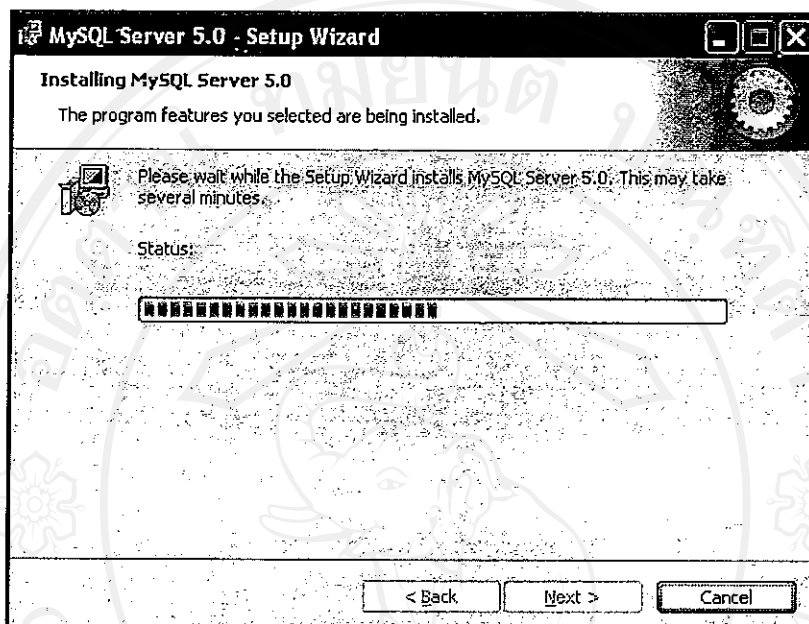 MySQL Server 5.0 - Setup Wizard
Installing MySQL Server 5.0
The program features you selected are being installed.
Please wait while the Setup Wizard installs MySQL Server 5.0. This may take
several minutes.
Status:
< Back
Next >
Cancel